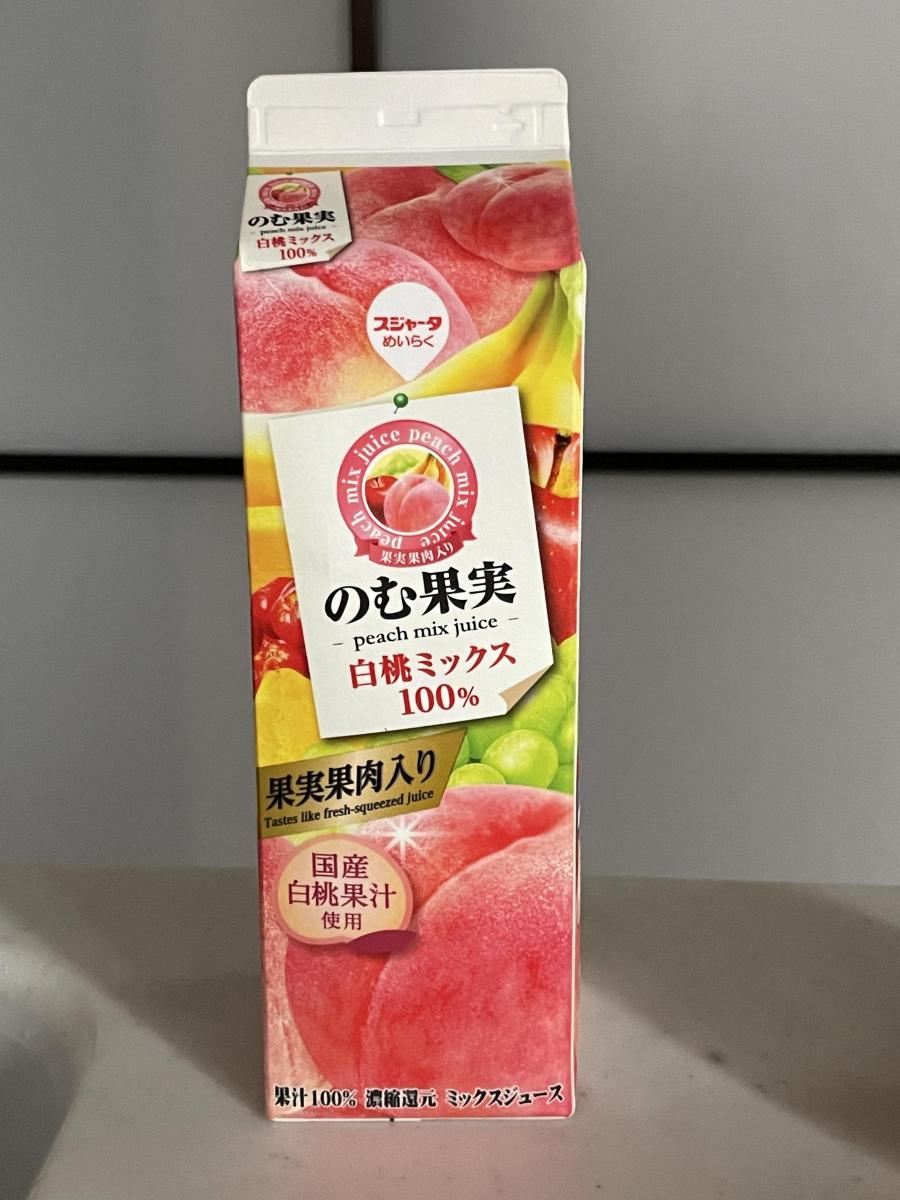 のむ果実
peach mix juice
白桃ミックス
100%
スジャータ
めいらく
peach mix juice peach mix juice
果実果肉入り
のむ果実
- peach mix juice -
白桃ミックス
100%
果実果肉入り
Tastes like fresh-squeezed juice
国産
白桃果汁
使用
果汁100% 濃縮還元 ミックスジュース